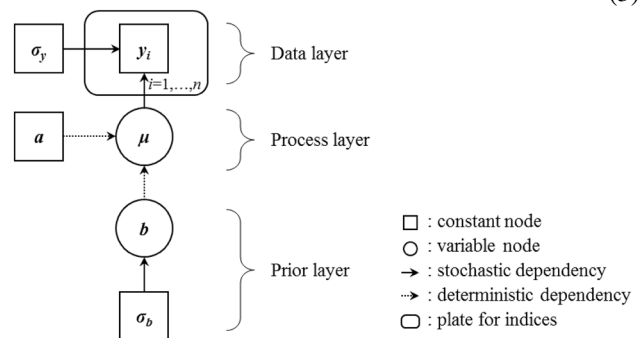 σy
yi
i=1,…,n
Data layer
a
μ
Process layer
b
Prior layer
σb
: constant node
: variable node
: stochastic dependency
: deterministic dependency
: plate for indices